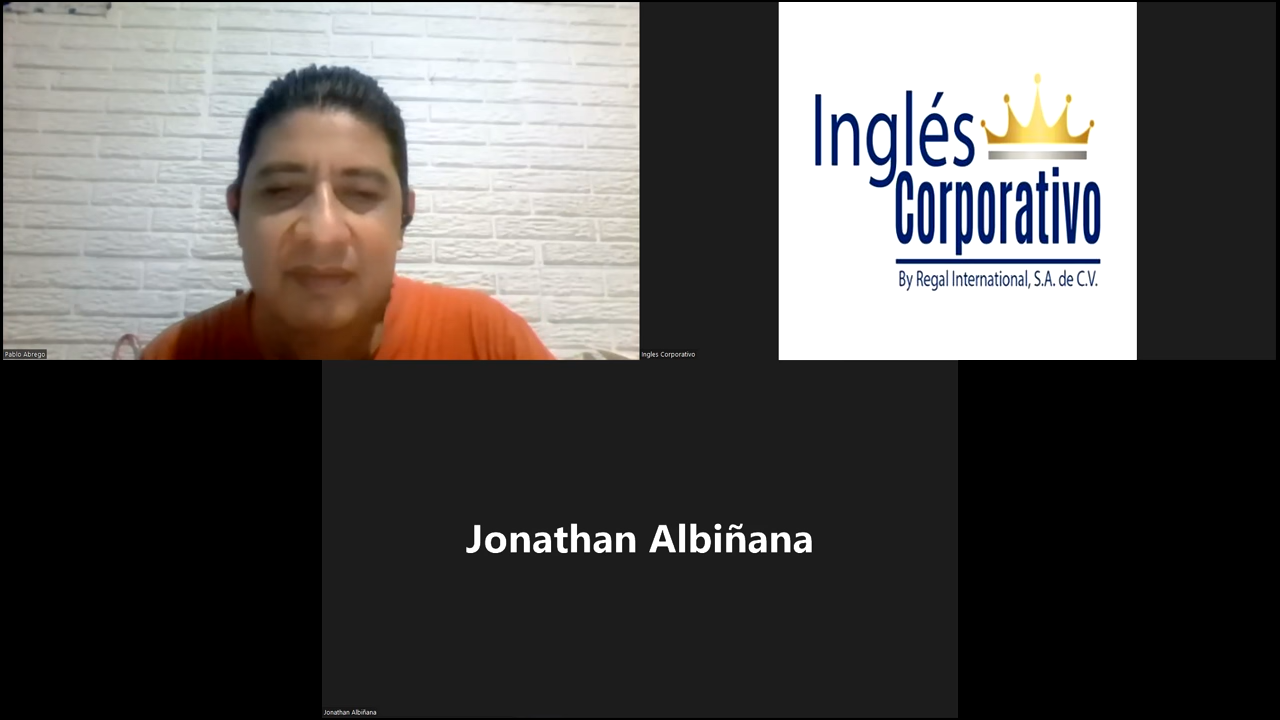 Inglés
Corporativo
By Regal International, S.A. de C.V.
Pablo Abrego
Ingles Corporativo
Jonathan Albiñana
Jonathan Albiñana